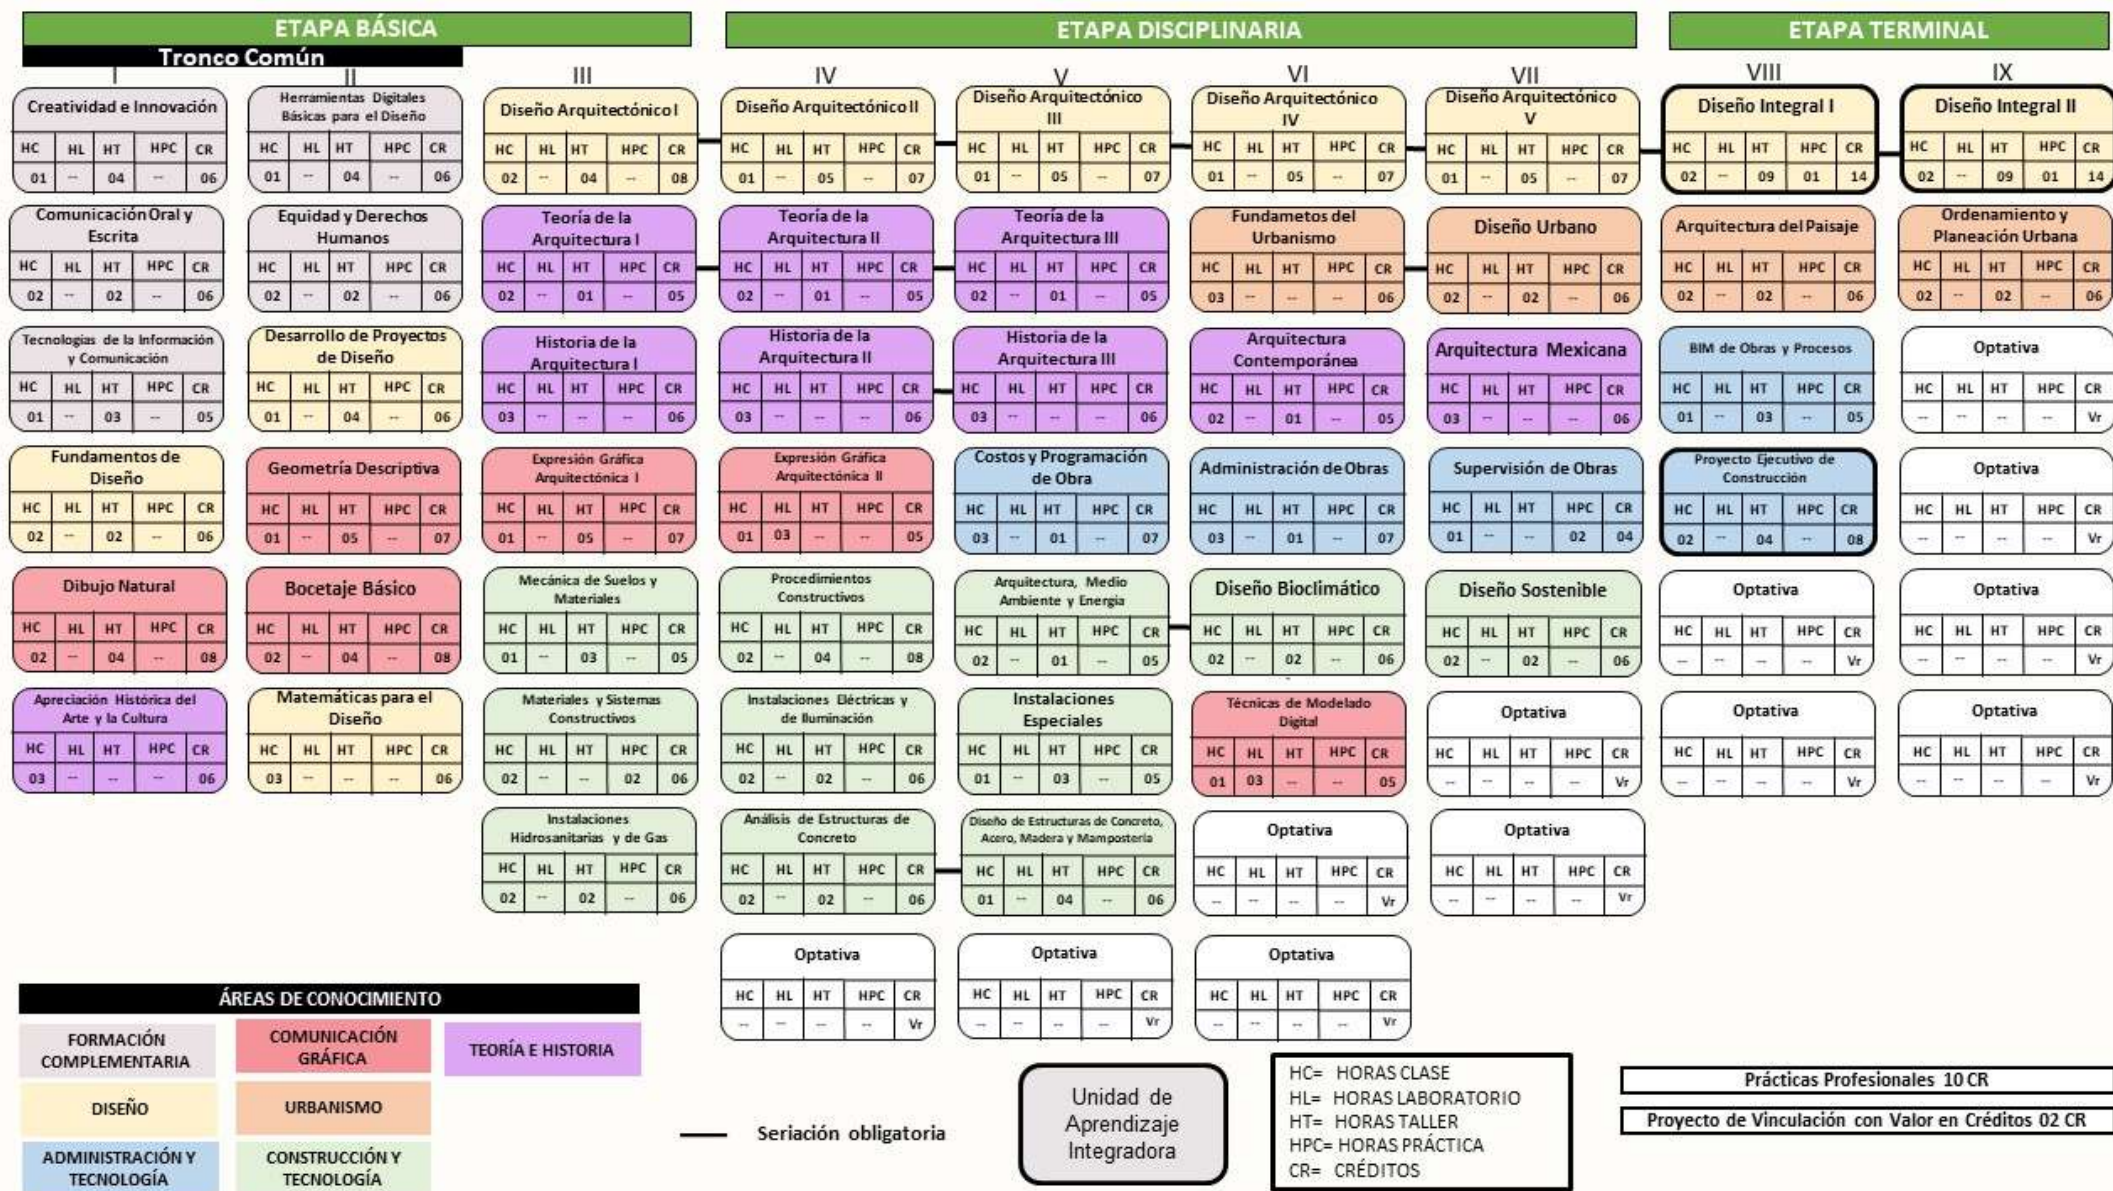 ETAPA BÁSICA
ETAPA DISCIPLINARIA
ETAPA TERMINAL
Tronco Común
I
II
III
IV
V
VI
VII
VIII
IX
Creatividad e Innovación
HC HL HT HPC CR
01 -- 04 -- 06
Herramientas Digitales
Básicas para el Diseño
HC HL HT HPC CR
01 -- 04 -- 06
Diseño Arquitectónico I
HC HL HT HPC CR
02 -- 04 -- 08
Diseño Arquitectónico II
HC HL HT HPC CR
01 -- 05 -- 07
Diseño Arquitectónico
III
HC HL HT HPC CR
01 -- 05 -- 07
Diseño Arquitectónico
IV
HC HL HT HPC CR
01 -- 05 -- 07
Diseño Arquitectónico
V
HC HL HT HPC CR
01 -- 05 -- 07
Diseño Integral I
HC HL HT HPC CR
02 -- 09 01 14
Diseño Integral II
HC HL HT HPC CR
02 -- 09 01 14
Comunicación Oral y
Escrita
HC HL HT HPC CR
02 -- 02 -- 06
Equidad y Derechos
Humanos
HC HL HT HPC CR
02 -- 02 -- 06
Teoría de la
Arquitectura I
HC HL HT HPC CR
02 -- 01 -- 05
Teoría de la
Arquitectura II
HC HL HT HPC CR
02 -- 01 -- 05
Teoría de la
Arquitectura III
HC HL HT HPC CR
02 -- 01 -- 05
Fundametos del
Urbanismo
HC HL HT HPC CR
03 -- -- -- 06
Diseño Urbano
HC HL HT HPC CR
02 -- 02 -- 06
Arquitectura del Paisaje
HC HL HT HPC CR
02 -- 02 -- 06
Ordenamiento y
Planeación Urbana
HC HL HT HPC CR
02 -- 02 -- 06
Tecnologías de la Información
y Comunicación
HC HL HT HPC CR
01 -- 03 -- 05
Desarrollo de Proyectos
de Diseño
HC HL HT HPC CR
01 -- 04 -- 06
Historia de la
Arquitectura I
HC HL HT HPC CR
03 -- -- -- 06
Historia de la
Arquitectura II
HC HL HT HPC CR
03 -- -- -- 06
Historia de la
Arquitectura III
HC HL HT HPC CR
03 -- -- -- 06
Arquitectura
Contemporánea
HC HL HT HPC CR
02 -- 01 -- 05
Arquitectura Mexicana
HC HL HT HPC CR
03 -- -- -- 06
BIM de Obras y Procesos
HC HL HT HPC CR
01 -- 03 -- 05
Optativa
HC HL HT HPC CR
-- -- -- -- Vr
Fundamentos de
Diseño
HC HL HT HPC CR
02 -- 02 -- 06
Geometría Descriptiva
HC HL HT HPC CR
01 -- 05 -- 07
Expresión Gráfica
Arquitectónica I
HC HL HT HPC CR
01 -- 05 -- 07
Expresión Gráfica
Arquitectónica II
HC HL HT HPC CR
01 03 -- -- 05
Costos y Programación
de Obra
HC HL HT HPC CR
03 -- 01 -- 07
Administración de Obras
HC HL HT HPC CR
03 -- 01 -- 07
Supervisión de Obras
HC HL HT HPC CR
01 -- -- 02 04
Proyecto Ejecutivo de
Construcción
HC HL HT HPC CR
02 -- 04 -- 08
Optativa
HC HL HT HPC CR
-- -- -- -- Vr
Dibujo Natural
HC HL HT HPC CR
02 -- 04 -- 08
Bocetaje Básico
HC HL HT HPC CR
02 -- 04 -- 08
Mecánica de Suelos y
Materiales
HC HL HT HPC CR
01 -- 03 -- 05
Procedimientos
Constructivos
HC HL HT HPC CR
02 -- 04 -- 08
Arquitectura, Medio
Ambiente y Energía
HC HL HT HPC CR
02 -- 01 -- 05
Diseño Bioclimático
HC HL HT HPC CR
02 -- 02 -- 06
Diseño Sostenible
HC HL HT HPC CR
02 -- 02 -- 06
Optativa
HC HL HT HPC CR
-- -- -- -- Vr
Optativa
HC HL HT HPC CR
-- -- -- -- Vr
Apreciación Histórica del
Arte y la Cultura
HC HL HT HPC CR
03 -- -- -- 06
Matemáticas para el
Diseño
HC HL HT HPC CR
03 -- -- -- 06
Materiales y Sistemas
Constructivos
HC HL HT HPC CR
02 -- -- 02 06
Instalaciones Eléctricas y
de Iluminación
HC HL HT HPC CR
02 -- 02 -- 06
Instalaciones
Especiales
HC HL HT HPC CR
01 -- 03 -- 05
Técnicas de Modelado
Digital
HC HL HT HPC CR
01 03 -- -- 05
Optativa
HC HL HT HPC CR
-- -- -- -- Vr
Optativa
HC HL HT HPC CR
-- -- -- -- Vr
Optativa
HC HL HT HPC CR
-- -- -- -- Vr
Instalaciones
Hidrosanitarias y de Gas
HC HL HT HPC CR
02 -- 02 -- 06
Análisis de Estructuras de
Concreto
HC HL HT HPC CR
02 -- 02 -- 06
Diseño de Estructuras de Concreto,
Acero, Madera y Mampostería
HC HL HT HPC CR
01 -- 04 -- 06
Optativa
HC HL HT HPC CR
-- -- -- -- Vr
Optativa
HC HL HT HPC CR
-- -- -- -- Vr
Optativa
HC HL HT HPC CR
-- -- -- -- Vr
Optativa
HC HL HT HPC CR
-- -- -- -- Vr
Optativa
HC HL HT HPC CR
-- -- -- -- Vr
ÁREAS DE CONOCIMIENTO
FORMACIÓN
COMPLEMENTARIA
COMUNICACIÓN
GRÁFICA
TEORÍA E HISTORIA
DISEÑO
URBANISMO
ADMINISTRACIÓN Y
TECNOLOGÍA
CONSTRUCCIÓN Y
TECNOLOGÍA
Seriación obligatoria
Unidad de
Aprendizaje
Integradora
HC= HORAS CLASE
HL= HORAS LABORATORIO
HT= HORAS TALLER
HPC= HORAS PRÁCTICA
CR= CRÉDITOS
Prácticas Profesionales 10 CR
Proyecto de Vinculación con Valor en Créditos 02 CR